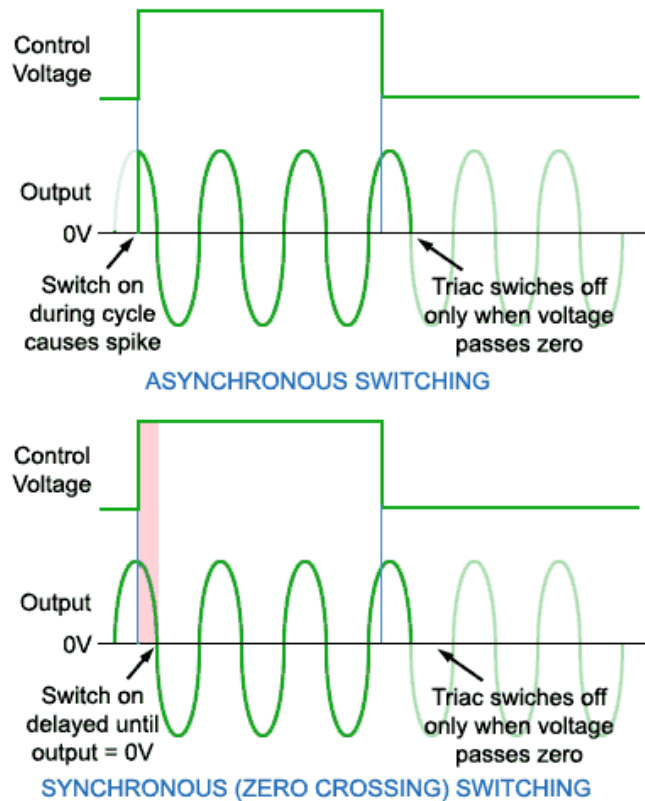 Control
Voltage
Output
0V
Switch on
during cycle
causes spike
Triac swiches off
only when voltage
passes zero
ASYNCHRONOUS SWITCHING
Control
Voltage
Output
0V
Switch on
delayed until
output = 0V
Triac swiches off
only when voltage
passes zero
SYNCHRONOUS (ZERO CROSSING) SWITCHING